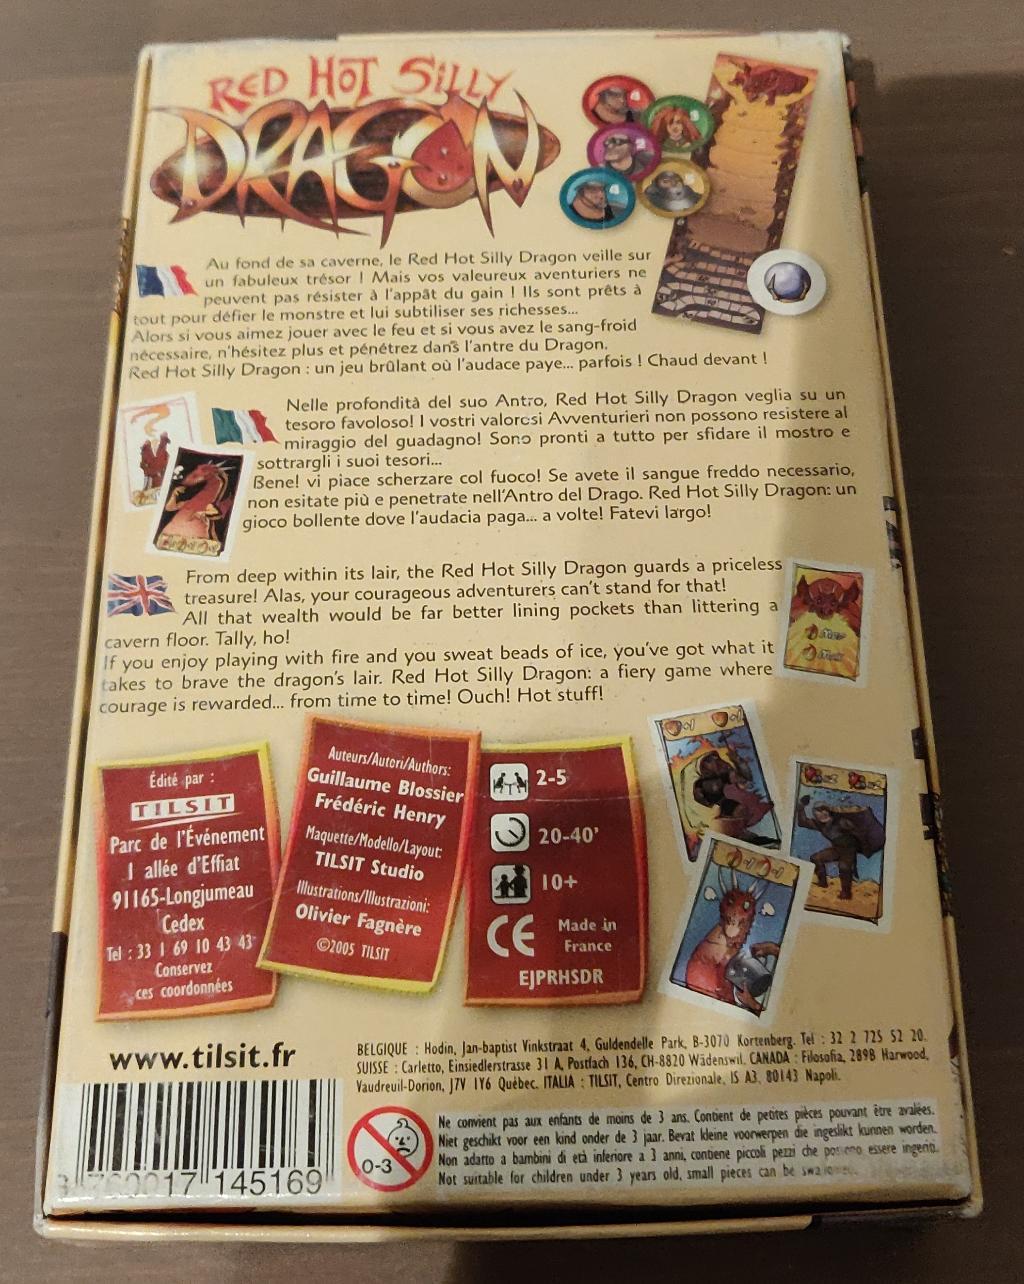 RED HOT SILLY
DRAGON
Au fond de sa caverne, le Red Hot Silly Dragon veille sur
un fabuleux trésor ! Mais vos valeureux aventuriers ne
peuvent pas résister à l'appât du gain ! Ils sont prêts à
tout pour défier le monstre et lui subtiliser ses richesses...
Alors si vous aimez jouer avec le feu et si vous avez le sang-froid
nécessaire, n'hésitez plus et pénétrez dans l'antre du Dragon.
Red Hot Silly Dragon : un jeu brûlant où l'audace paye... parfois ! Chaud devant !
Nelle profondità del suo Antro, Red Hot Silly Dragon veglia su un
tesoro favoloso! I vostri valorosi Avventurieri non possono resistere al
miraggio del guadagno! Sono pronti a tutto per sfidare il mostro e
sottrargli i suoi tesori...
Bene! vi piace scherzare col fuoco! Se avete il sangue freddo necessario,
non esitate più e penetrate nell'Antro del Drago. Red Hot Silly Dragon: un
gioco bollente dove l'audacia paga... a volte! Fatevi largo!
From deep within its lair, the Red Hot Silly Dragon guards a priceless
treasure! Alas, your courageous adventurers can't stand for that!
All that wealth would be far better lining pockets than littering a
cavern floor. Tally, ho!
If you enjoy playing with fire and you sweat beads of ice, you've got what it
takes to brave the dragon's lair. Red Hot Silly Dragon: a fiery game where
courage is rewarded... from time to time! Ouch! Hot stuff!
Édité par :
TILSIT
Parc de l'Événement
1 allée d'Effiat
91165-Longjumeau
Cedex
Tel : 33 1 69 10 43 43
Conservez
ces coordonnées
Auteurs/Autori/Authors:
Guillaume Blossier
Frédéric Henry
Maquette/Modello/Layout:
TILSIT Studio
Illustrations/Illustrazioni:
Olivier Fagnère
©2005 TILSIT
2-5
20-40'
10+
CE Made in
France
EJPRHSDR
www.tilsit.fr
BELGIQUE : Hodin, Jan-baptist Vinkstraat 4, Guldendelle Park, B-3070 Kortenberg. Tel : 32 2 725 52 20.
SUISSE : Carletto, Einsiedlerstrasse 31 A, Postfach 136, CH-8820 Wädenswil. CANADA : Filosofia, 289B Harwood,
Vaudreuil-Dorion, J7V 1Y6 Québec. ITALIA : TILSIT, Centro Direzionale, IS A3. 80143 Napoli.
0-3
Ne convient pas aux enfants de moins de 3 ans. Contient de petites pièces pouvant être avalées.
Niet geschikt voor een kind onder de 3 jaar. Bevat kleine voorwerpen die ingeslikt kunnen worden.
Non adatto a bambini di età inferiore a 3 anni, contiene piccoli pezzi che possono essere ingeriti.
Not suitable for children under 3 years old, small pieces can be
145169